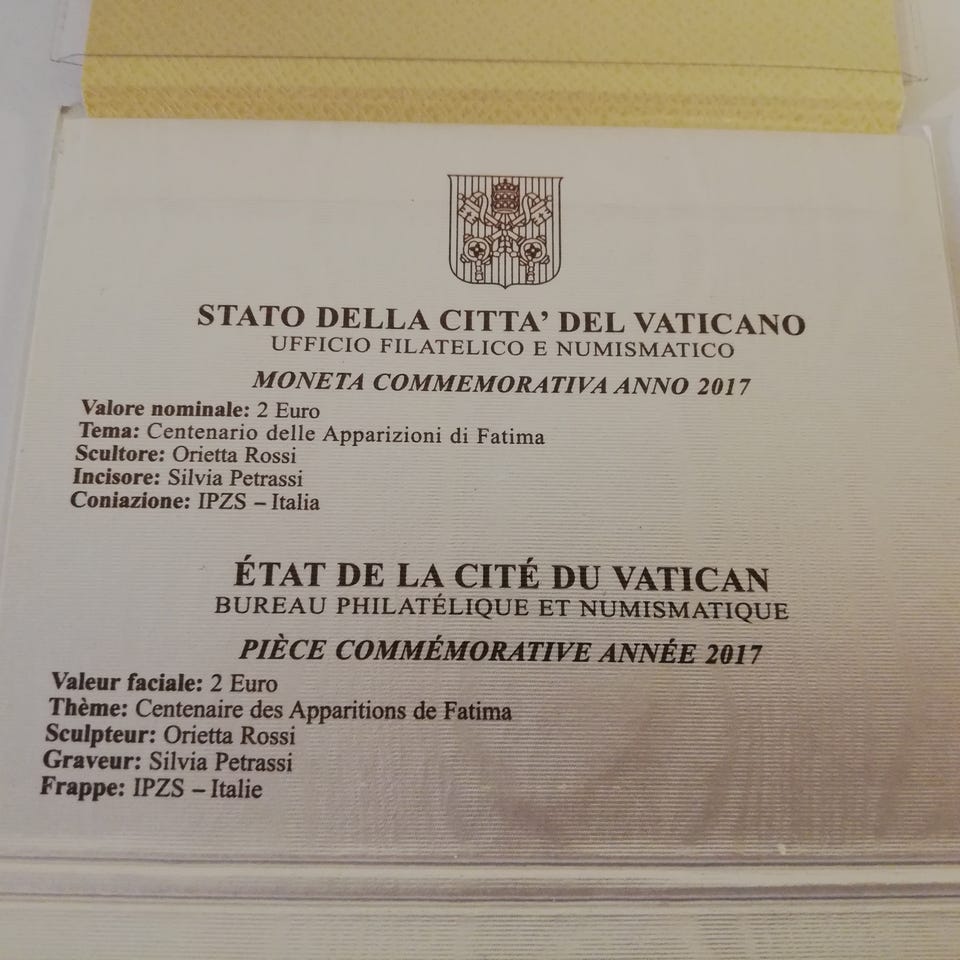 STATO DELLA CITTA' DEL VATICANO
UFFICIO FILATELICO E NUMISMATICO
MONETA COMMEMORATIVA ANNO 2017
Valore nominale: 2 Euro
Tema: Centenario delle Apparizioni di Fatima
Scultore: Orietta Rossi
Incisore: Silvia Petrassi
Coniazione: IPZS – Italia
ÉTAT DE LA CITÉ DU VATICAN
BUREAU PHILATÉLIQUE ET NUMISMATIQUE
PIÈCE COMMÉMORATIVE ANNÉE 2017
Valeur faciale: 2 Euro
Thème: Centenaire des Apparitions de Fatima
Sculpteur: Orietta Rossi
Graveur: Silvia Petrassi
Frappe: IPZS – Italie